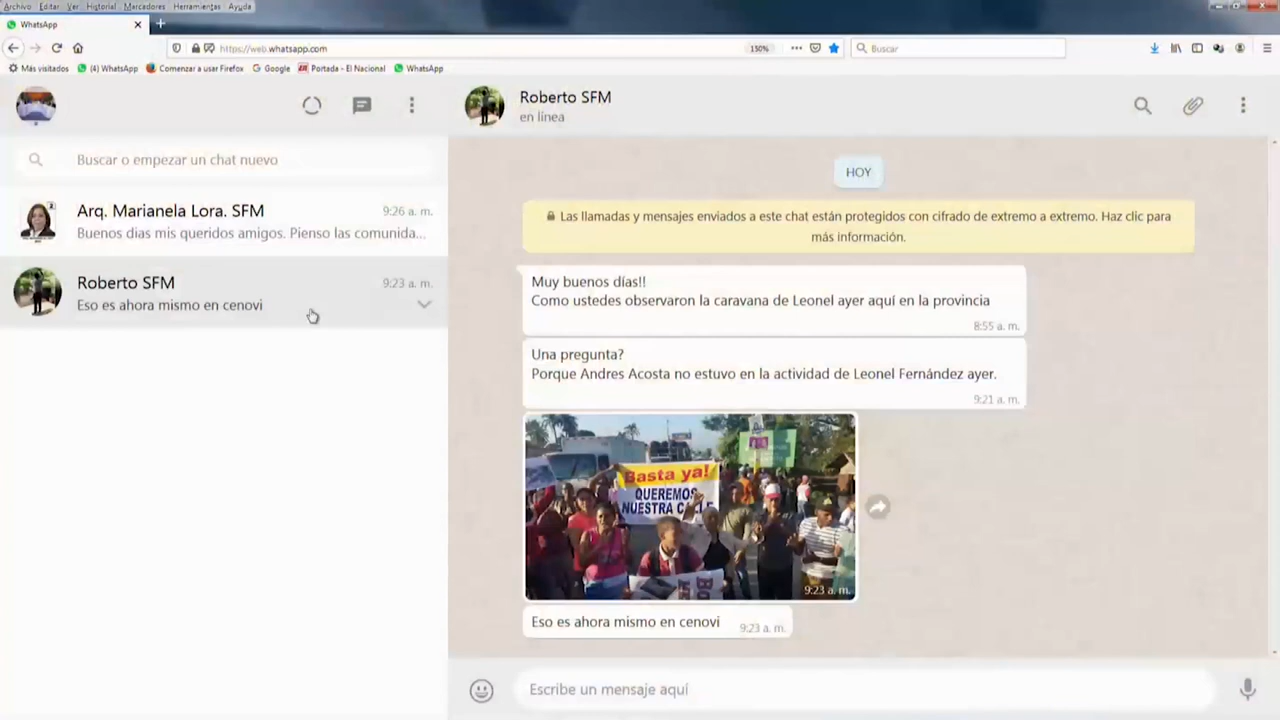 Archivo Editar Ver Historial Marcadores Herramientas Ayuda
WhatsApp
https://web.whatsapp.com
150%
Buscar
Más visitados
(4) WhatsApp
Comenzar a usar Firefox
Google
Portada - El Nacional
WhatsApp
Buscar o empezar un chat nuevo
Arq. Marianela Lora. SFM
9:26 a. m.
Buenos dias mis queridos amigos. Pienso las comunida...
Roberto SFM
9:23 a. m.
Eso es ahora mismo en cenovi
Roberto SFM
en línea
HOY
Las llamadas y mensajes enviados a este chat están protegidos con cifrado de extremo a extremo. Haz clic para
más información.
Muy buenos días!!
Como ustedes observaron la caravana de Leonel ayer aquí en la provincia
8:55 a. m.
Una pregunta?
Porque Andres Acosta no estuvo en la actividad de Leonel Fernández ayer.
9:21 a. m.
Basta ya!
QUEREMOS
NUESTRA
9:23 a. m.
Eso es ahora mismo en cenovi
9:23 a. m.
Escribe un mensaje aquí